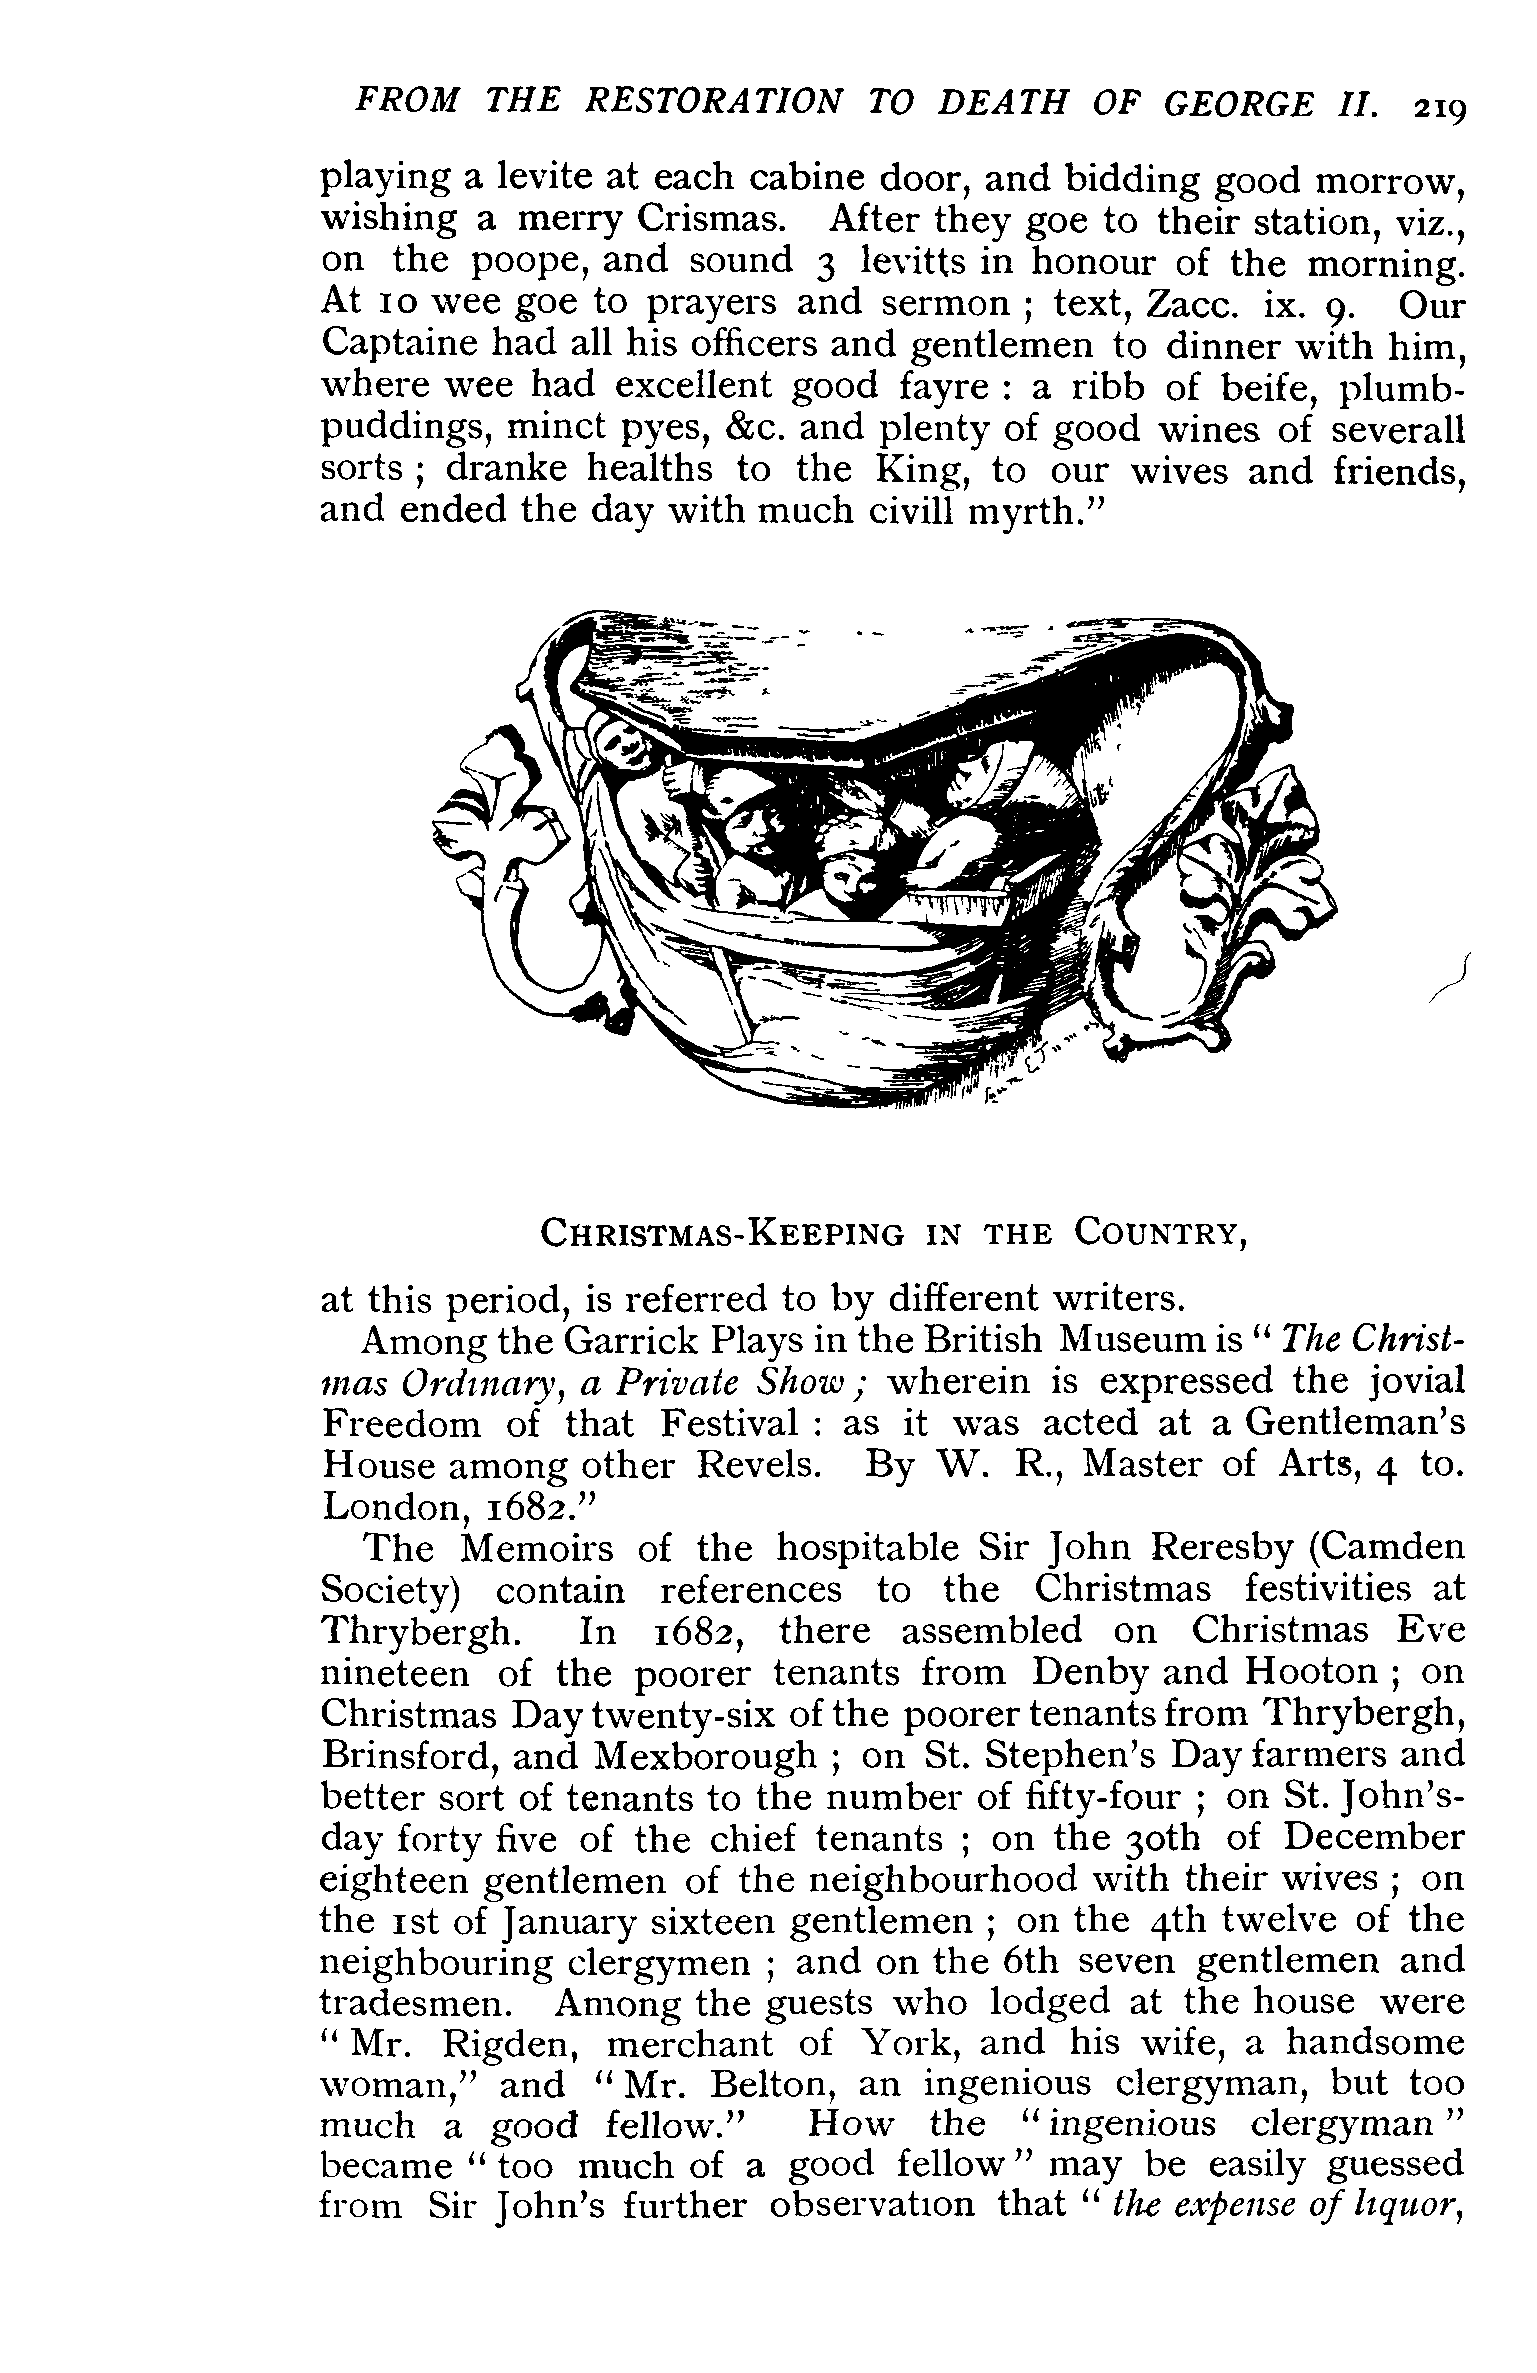 FROM THE RESTORATION TO DEATH OF GEORGE II. 219
playing a levite at each cabine door, and bidding good morrow,
wishing a merry Crismas. After they goe to their station, viz.,
on the poope, and sound 3 levitts in honour of the morning.
At 10 wee goe to prayers and sermon ; text, Zacc. ix. 9. Our
Captaine had all his officers and gentlemen to dinner with him,
where wee had excellent good fayre : a ribb of beife, plumb-
puddings, minct pyes, &c. and plenty of good wines of severall
sorts ; dranke healths to the King, to our wives and friends,
and ended the day with much civill myrth.”
CHRISTMAS-KEEPING IN THE COUNTRY,
at this period, is referred to by different writers.
Among the Garrick Plays in the British Museum is “ The Christ-
mas Ordinary, a Private Show ; wherein is expressed the jovial
Freedom of that Festival : as it was acted at a Gentleman’s
House among other Revels. By W. R., Master of Arts, 4 to.
London, 1682.”
The Memoirs of the hospitable Sir John Reresby (Camden
Society) contain references to the Christmas festivities at
Thrybergh. In 1682, there assembled on Christmas Eve
nineteen of the poorer tenants from Denby and Hooton ; on
Christmas Day twenty-six of the poorer tenants from Thrybergh,
Brinsford, and Mexborough ; on St. Stephen’s Day farmers and
better sort of tenants to the number of fifty-four ; on St. John’s-
day forty five of the chief tenants ; on the 30th of December
eighteen gentlemen of the neighbourhood with their wives ; on
the 1st of January sixteen gentlemen ; on the 4th twelve of the
neighbouring clergymen ; and on the 6th seven gentlemen and
tradesmen. Among the guests who lodged at the house were
“ Mr. Rigden, merchant of York, and his wife, a handsome
woman,” and “ Mr. Belton, an ingenious clergyman, but too
much a good fellow.” How the “ ingenious clergyman ”
became “ too much of a good fellow ” may be easily guessed
from Sir John’s further observation that “ the expense of liquor,